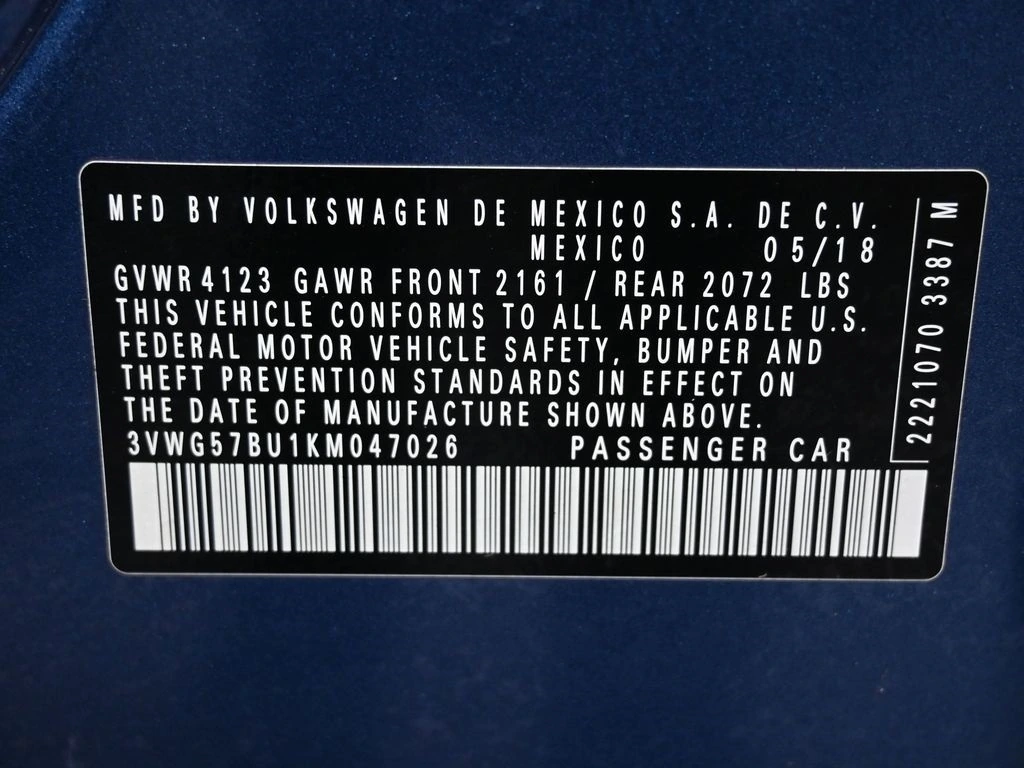 MFD BY VOLKSWAGEN DE MEXICO S.A. DE C.V.
MEXICO 05/18
GVWR 4123 GAWR FRONT 2161 / REAR 2072 LBS
THIS VEHICLE CONFORMS TO ALL APPLICABLE U.S.
FEDERAL MOTOR VEHICLE SAFETY, BUMPER AND
THEFT PREVENTION STANDARDS IN EFFECT ON
THE DATE OF MANUFACTURE SHOWN ABOVE.
3VWG57BU1KM047026 PASSENGER CAR
2221070 3387 M